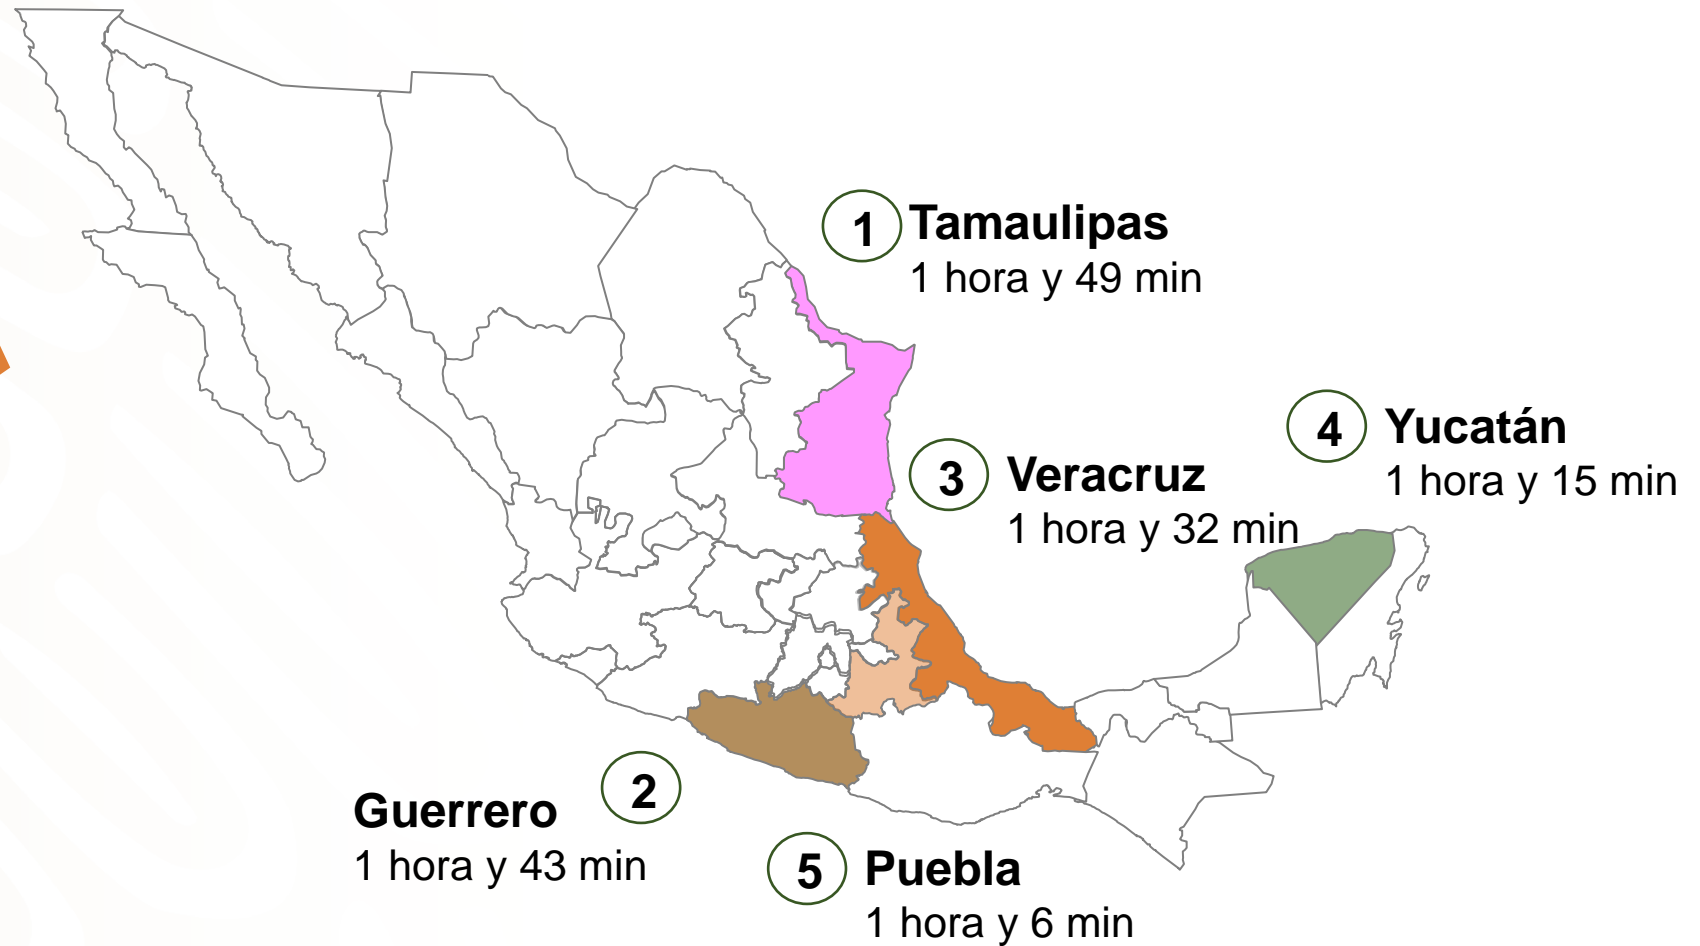 1 Tamaulipas
1 hora y 49 min
4 Yucatán
1 hora y 15 min
3 Veracruz
1 hora y 32 min
2
Guerrero
1 hora y 43 min
5 Puebla
1 hora y 6 min